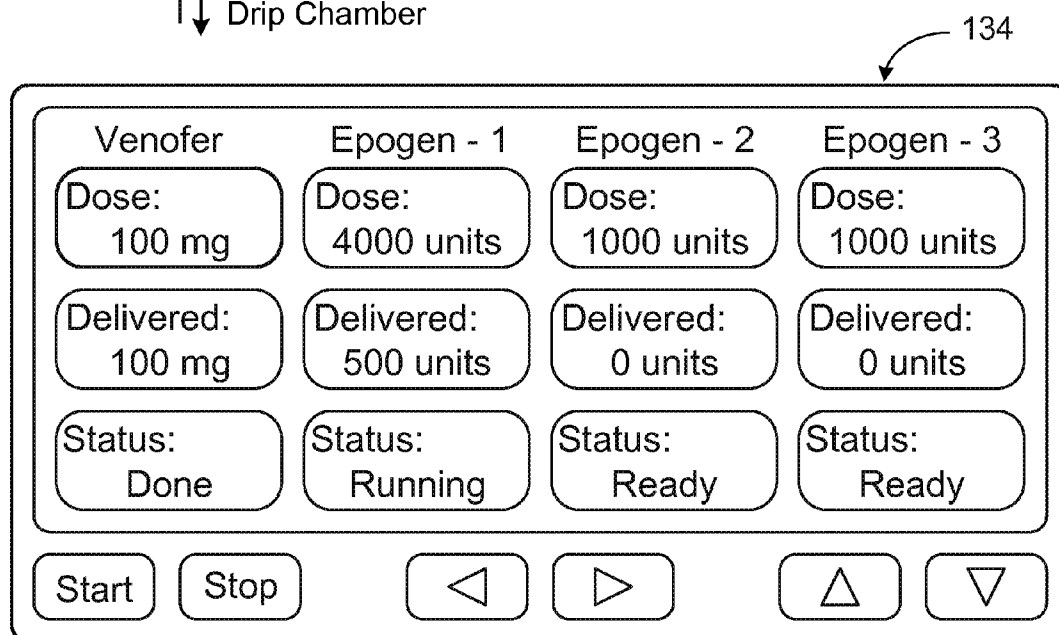 Drip Chamber
134
Venofer Epogen - 1 Epogen - 2 Epogen - 3
Dose: Dose: Dose: Dose:
100 mg 4000 units 1000 units 1000 units
Delivered: Delivered: Delivered: Delivered:
100 mg 500 units 0 units 0 units
Status: Status: Status: Status:
Done Running Ready Ready
Start Stop